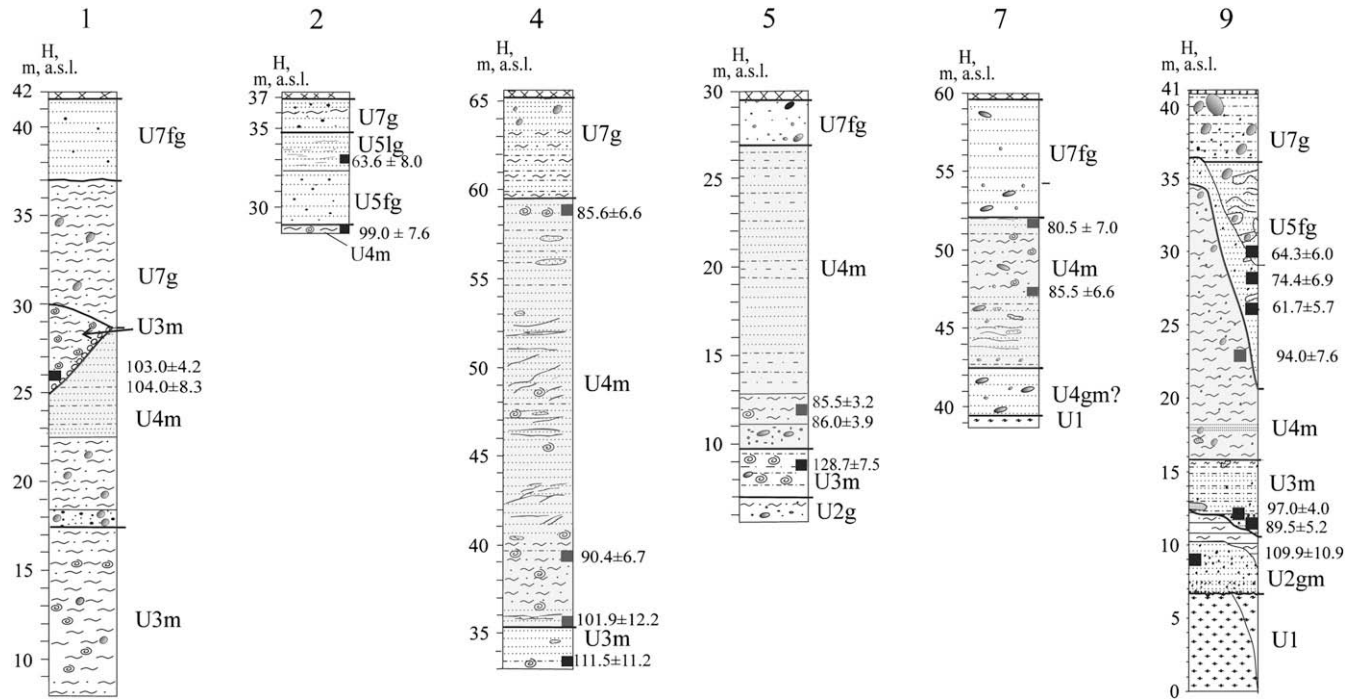 1
H,
m, a.s.l.
42
40
35
30
25
20
15
10
U7fg
U7g
U3m
103.0±4.2
104.0±8.3
U4m
U3m
2
H,
m, a.s.l.
37
35
30
U7g
U5lg
63.6 ± 8.0
U5fg
99.0 ± 7.6
U4m
4
H,
m, a.s.l.
65
60
55
50
45
40
35
U7g
85.6±6.6
U4m
90.4±6.7
101.9±12.2
U3m
111.5±11.2
5
H,
m, a.s.l.
30
25
20
15
10
U7fg
U4m
85.5±3.2
86.0±3.9
128.7±7.5
U3m
U2g
7
H,
m, a.s.l.
60
55
50
45
40
U7fg
80.5 ± 7.0
U4m
85.5 ±6.6
U4gm?
U1
9
H,
m, a.s.l.
41
40
35
30
25
20
15
10
5
0
U7g
U5fg
64.3±6.0
74.4±6.9
61.7±5.7
94.0±7.6
U4m
U3m
97.0±4.0
89.5±5.2
109.9±10.9
U2gm
U1